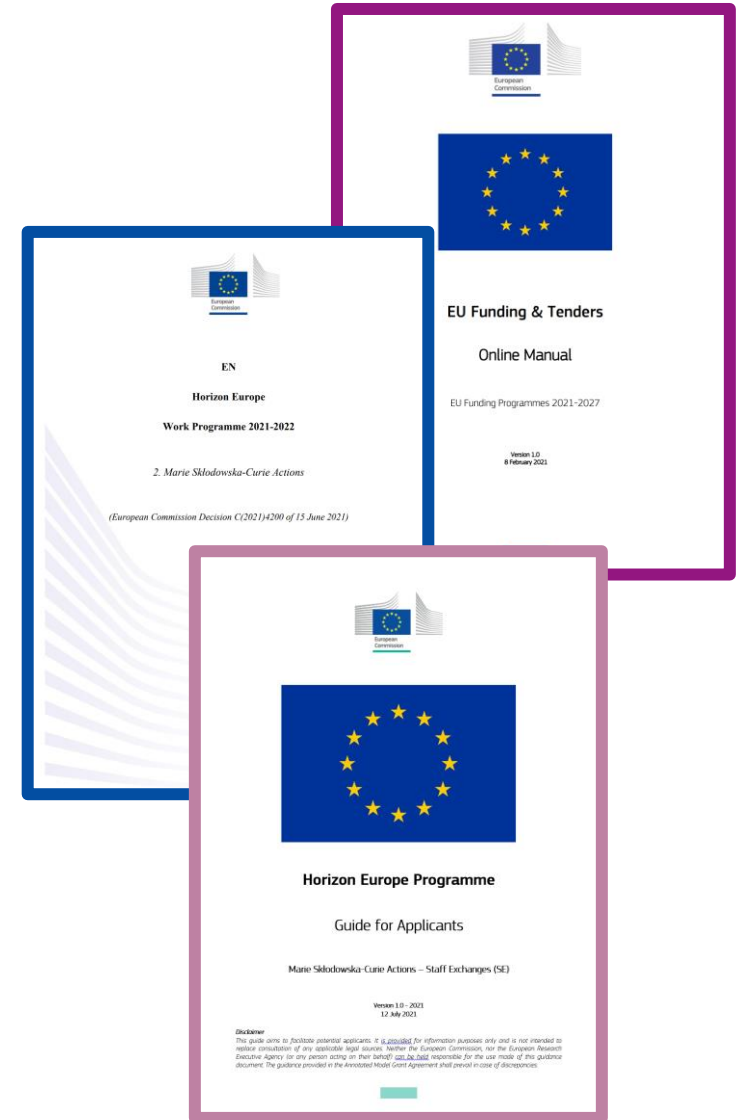 European
Commission
EU Funding & Tenders
Online Manual
EU Funding Programmes 2021-2027
Version 1.0
8 February 2021
European
Commission
EN
Horizon Europe
Work Programme 2021-2022
2. Marie Skłodowska-Curie Actions
(European Commission Decision C(2021)4200 of 15 June 2021)
European
Commission
Horizon Europe Programme
Guide for Applicants
Marie Skłodowska-Curie Actions – Staff Exchanges (SE)
Version 1.0 - 2021
12 July 2021
Disclaimer
This guide aims to facilitate potential applicants. It is provided for information purposes only and is not intended to
replace consultation of any applicable legal sources. Neither the European Commission, nor the European Research
Executive Agency (or any person acting on their behalf) can be held responsible for the use made of this guidance
document. The guidance provided in the Annotated Model Grant Agreement shall prevail in case of discrepancies.